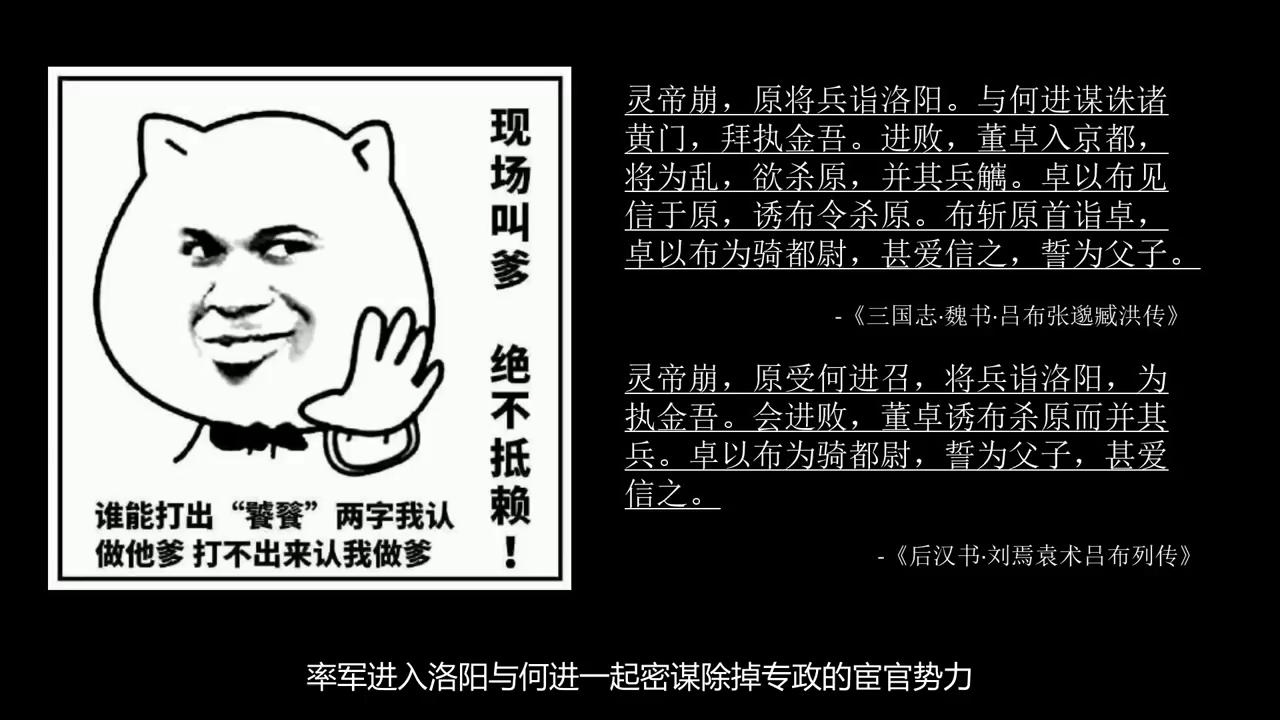 现场叫爹 绝不抵赖！
谁能打出“饕餮”两字我认
做他爹 打不出来认我做爹
灵帝崩，原将兵诣洛阳。与何进谋诛诸
黄门，拜执金吾。进败，董卓入京都，
将为乱，欲杀原，并其兵觿。卓以布见
信于原，诱布令杀原。布斩原首诣卓，
卓以布为骑都尉，甚爱信之，誓为父子。
-《三国志·魏书·吕布张邈臧洪传》
灵帝崩，原受何进召，将兵诣洛阳，为
执金吾。会进败，董卓诱布杀原而并其
兵。卓以布为骑都尉，誓为父子，甚爱
信之。
-《后汉书·刘焉袁术吕布列传》
率军进入洛阳与何进一起密谋除掉专政的宦官势力